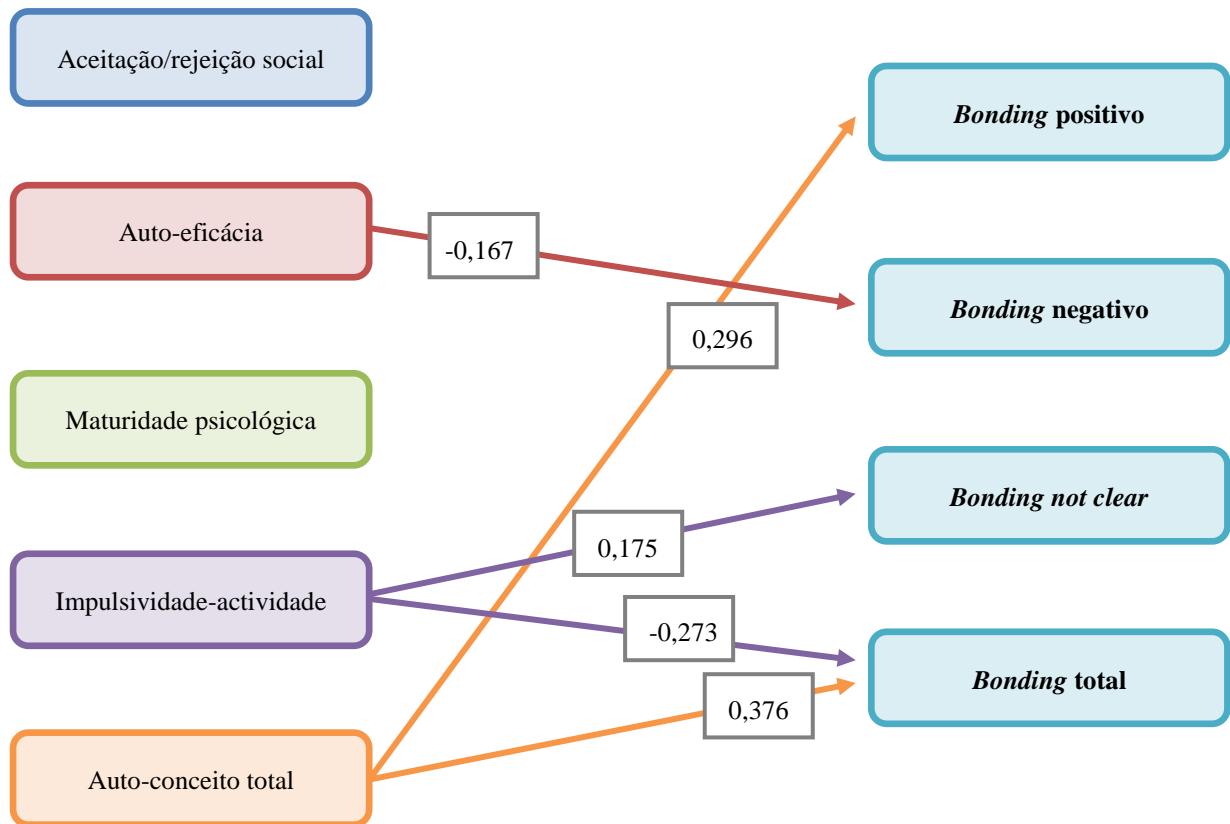 Aceitação/rejeição social
Bonding positivo
Auto-eficácia
-0,167
Bonding negativo
0,296
Maturidade psicológica
Bonding not clear
0,175
Impulsividade-actividade
-0,273
Bonding total
0,376
Auto-conceito total